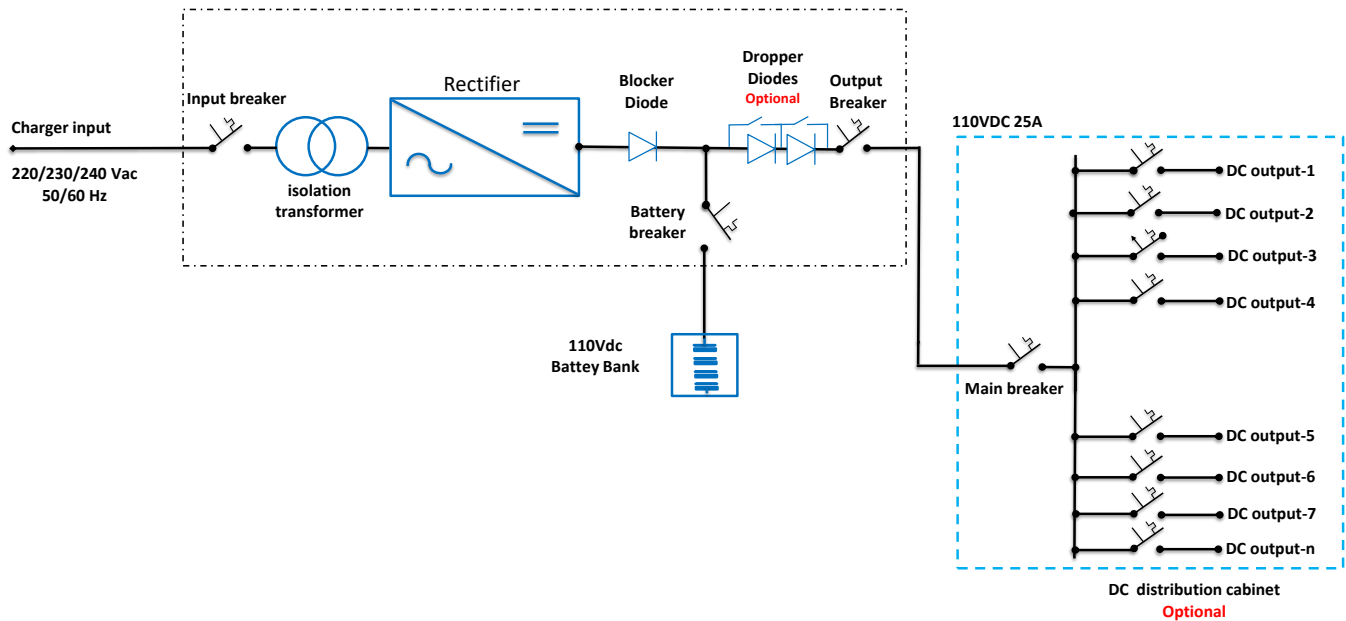 Charger input
220/230/240 Vac
50/60 Hz
Input breaker
isolation
transformer
Rectifier
Blocker
Diode
Dropper
Diodes
Optional
Output
Breaker
Battery
breaker
110Vdc
Battey Bank
110VDC 25A
Main breaker
DC output-1
DC output-2
DC output-3
DC output-4
DC output-5
DC output-6
DC output-7
DC output-n
DC distribution cabinet
Optional